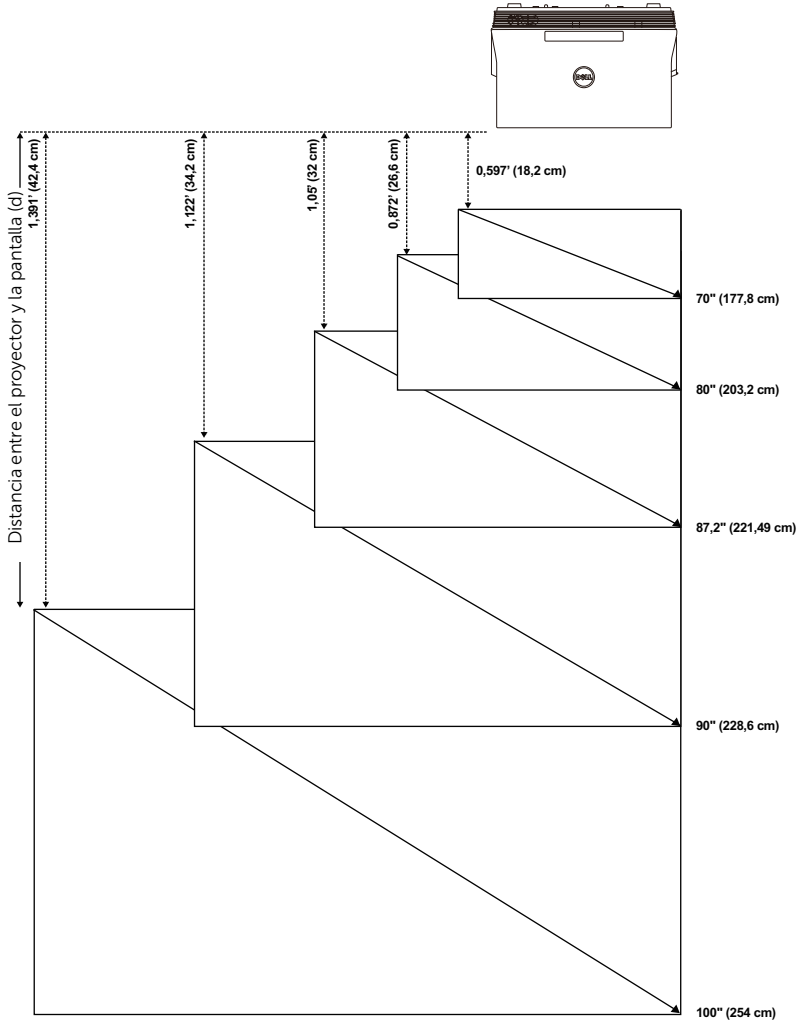 DELL
Distancia entre el proyector y la pantalla (d)
1,391' (42,4 cm)
1,122' (34,2 cm)
1,05' (32 cm)
0,872' (26,6 cm)
0,597' (18,2 cm)
70" (177,8 cm)
80" (203,2 cm)
87,2" (221,49 cm)
90" (228,6 cm)
100" (254 cm)